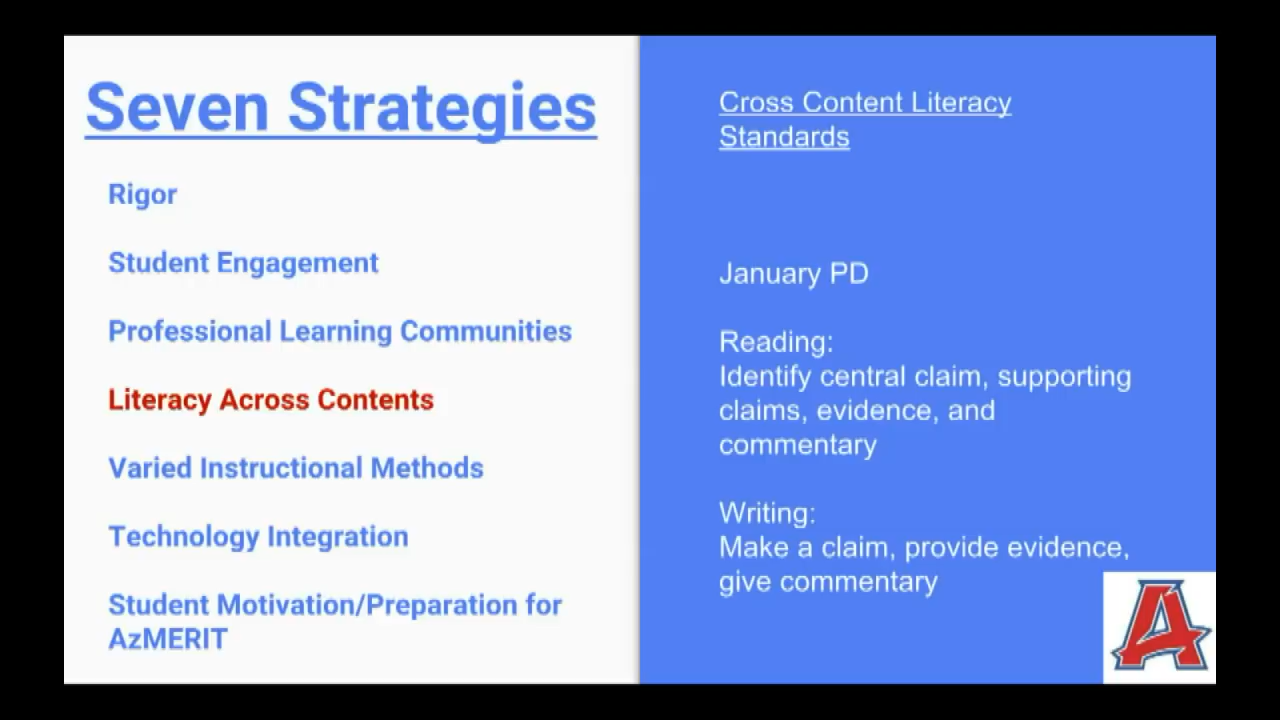 Seven Strategies
Rigor
Student Engagement
Professional Learning Communities
Literacy Across Contents
Varied Instructional Methods
Technology Integration
Student Motivation/Preparation for
AzMERIT
Cross Content Literacy
Standards
January PD
Reading:
Identify central claim, supporting
claims, evidence, and
commentary
Writing:
Make a claim, provide evidence,
give commentary
A